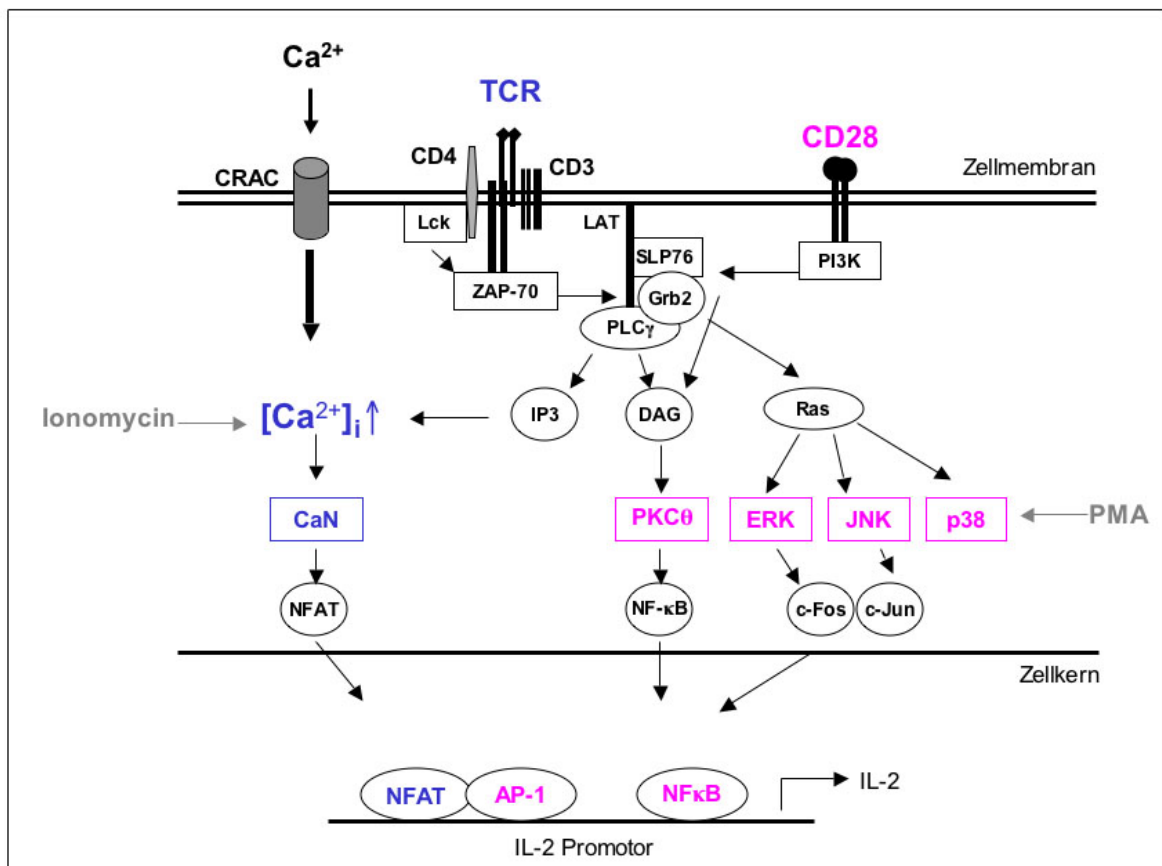 Ca²⁺
TCR
CD28
CD4
CD3
CRAC
Zellmembran
Lck
LAT
SLP76
PI3K
ZAP-70
Grb2
PLCγ
IP3
DAG
Ras
Ionomycin
[Ca²⁺]ᵢ↑
CaN
PKCθ
ERK
JNK
p38
PMA
NFAT
NF-κB
c-Fos
c-Jun
Zellkern
NFAT
AP-1
NFκB
IL-2
IL-2 Promotor